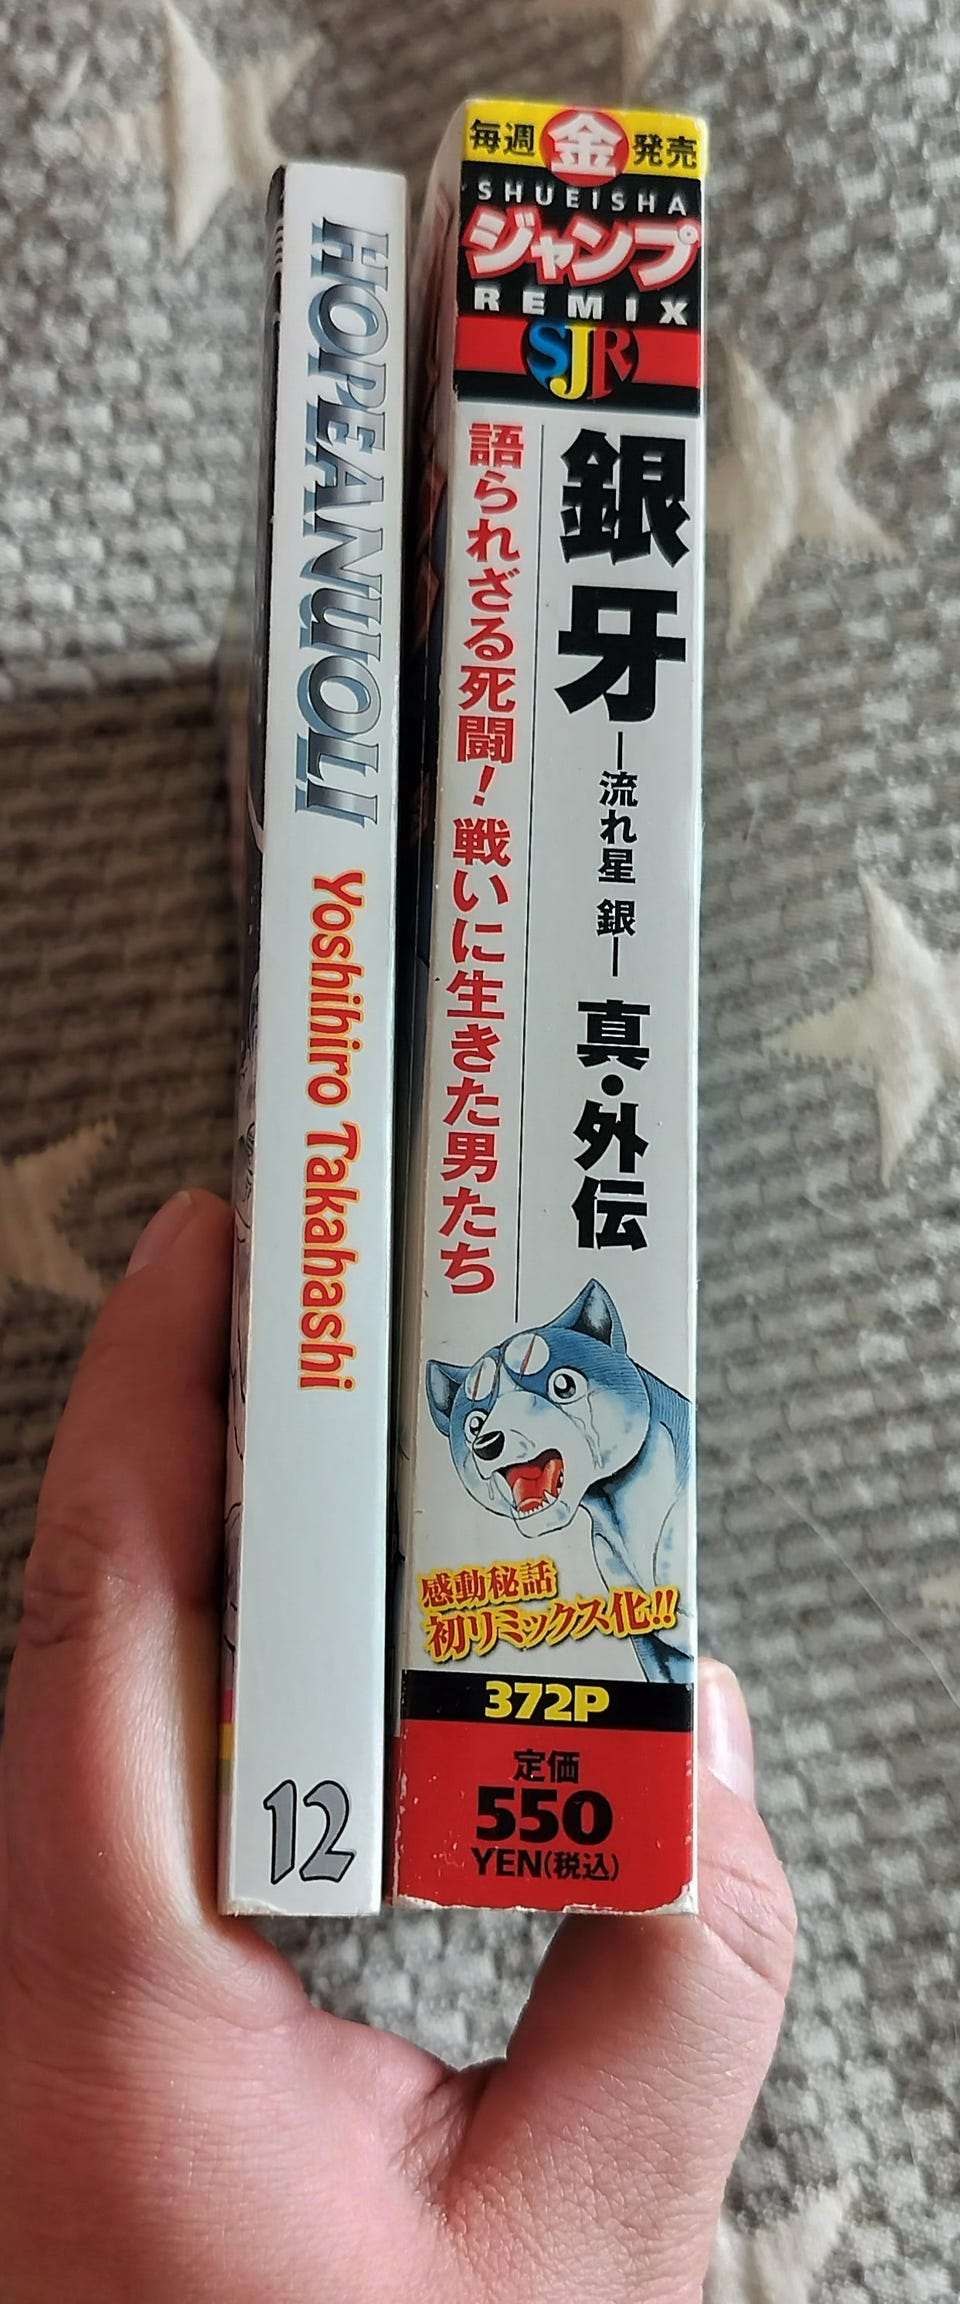 HOPEANUOLI
Yoshihiro Takahashi
12
毎週金発売
SHUEISHA
ジャンプ
REMIX
SJR
銀牙
―流れ星 銀―
真・外伝
語られざる死闘!戦いに生きた男たち
感動秘話
初リミックス化!!
372P
定価
550
YEN(税込)